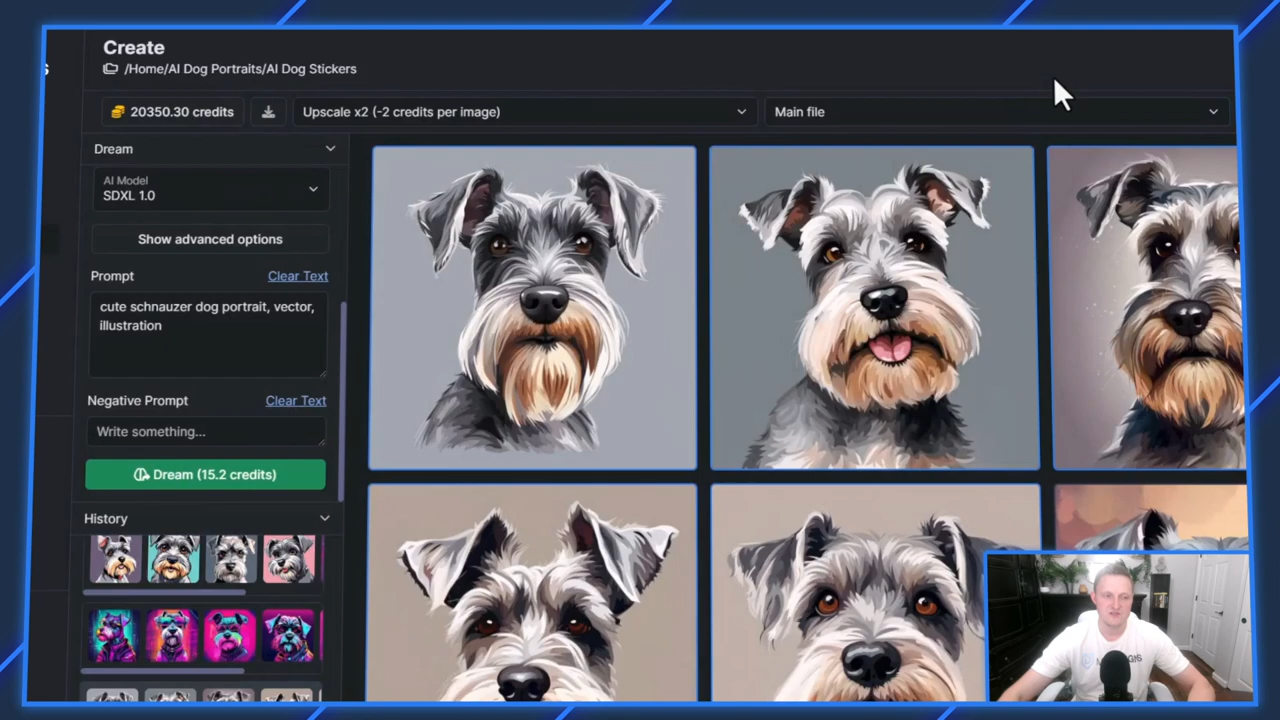 Create
s
/Home/AI Dog Portraits/AI Dog Stickers
20350.30 credits
Upscale x2 (-2 credits per image)
Main file
Dream
AI Model
SDXL 1.0
Show advanced options
Prompt
Clear Text
cute schnauzer dog portrait, vector,
illustration
Negative Prompt
Clear Text
Write something...
Dream (15.2 credits)
History